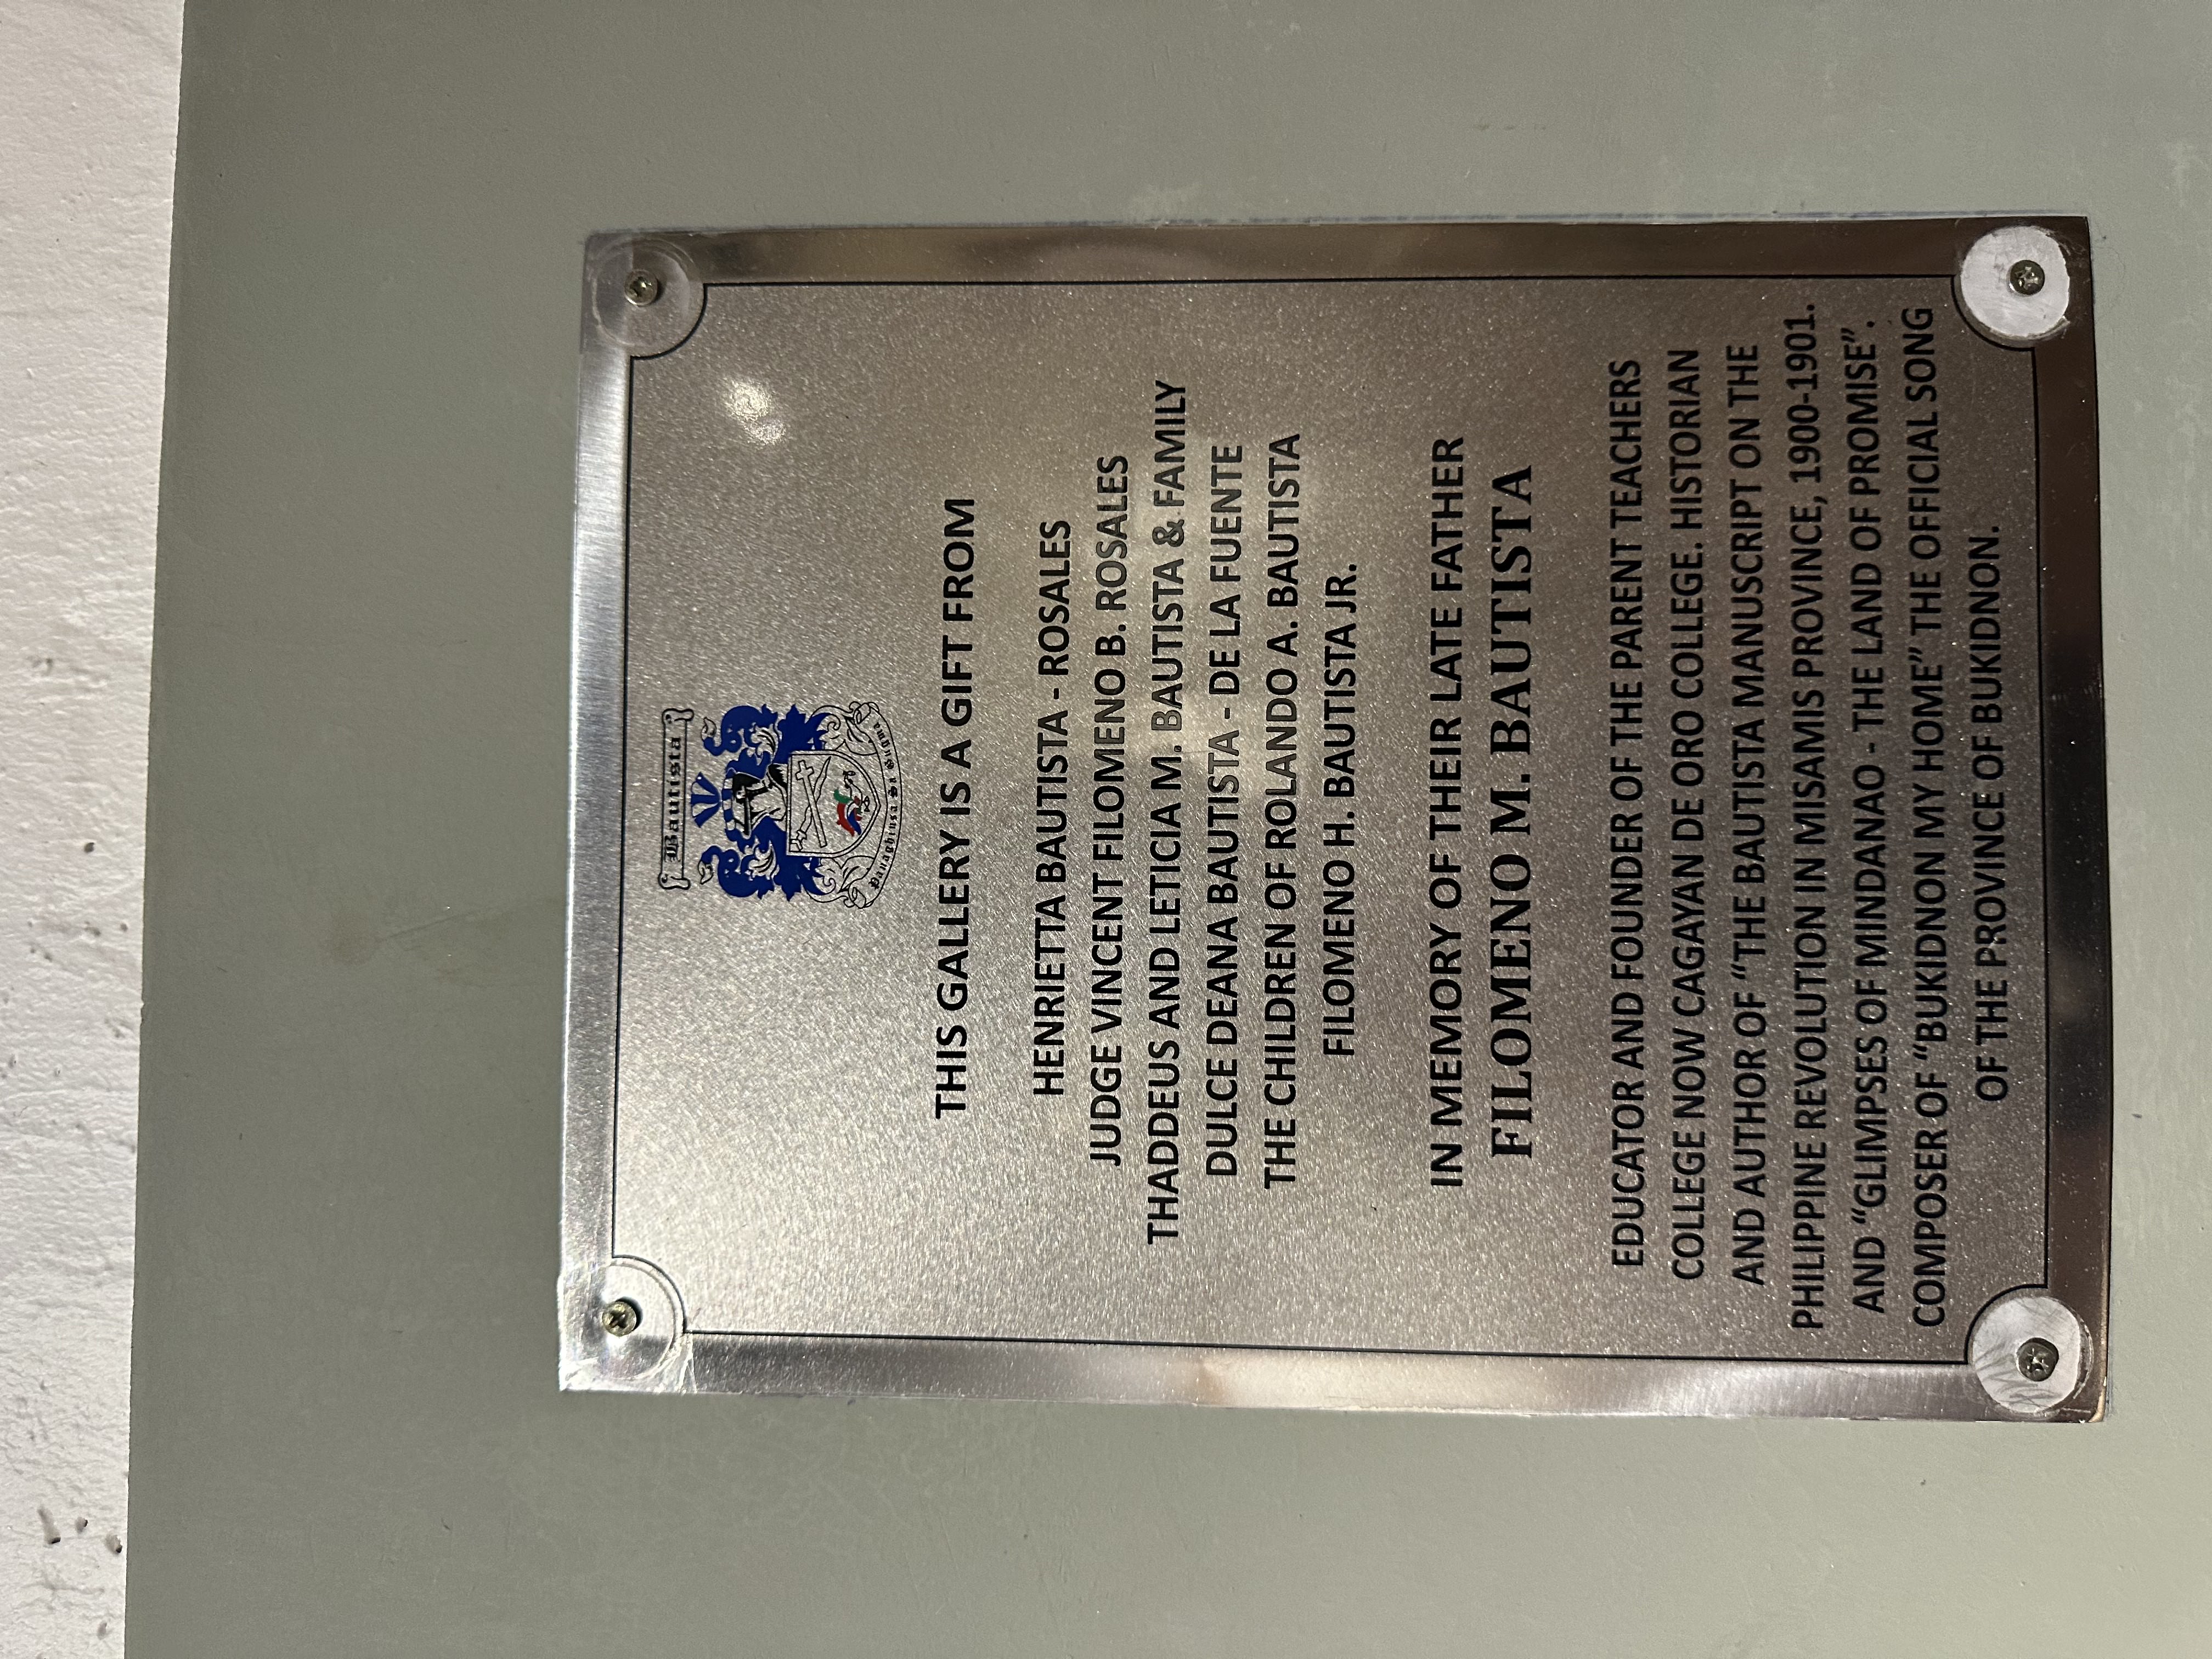 Bautista
Panaghiusa Sa Gugma
THIS GALLERY IS A GIFT FROM
HENRIETTA BAUTISTA - ROSALES
JUDGE VINCENT FILOMENO B. ROSALES
THADDEUS AND LETICIA M. BAUTISTA & FAMILY
DULCE DEANA BAUTISTA - DE LA FUENTE
THE CHILDREN OF ROLANDO A. BAUTISTA
FILOMENO H. BAUTISTA JR.
IN MEMORY OF THEIR LATE FATHER
FILOMENO M. BAUTISTA
EDUCATOR AND FOUNDER OF THE PARENT TEACHERS
COLLEGE NOW CAGAYAN DE ORO COLLEGE. HISTORIAN
AND AUTHOR OF “THE BAUTISTA MANUSCRIPT ON THE
PHILIPPINE REVOLUTION IN MISAMIS PROVINCE, 1900-1901.
AND “GLIMPSES OF MINDANAO - THE LAND OF PROMISE”.
COMPOSER OF “BUKIDNON MY HOME” THE OFFICIAL SONG
OF THE PROVINCE OF BUKIDNON.